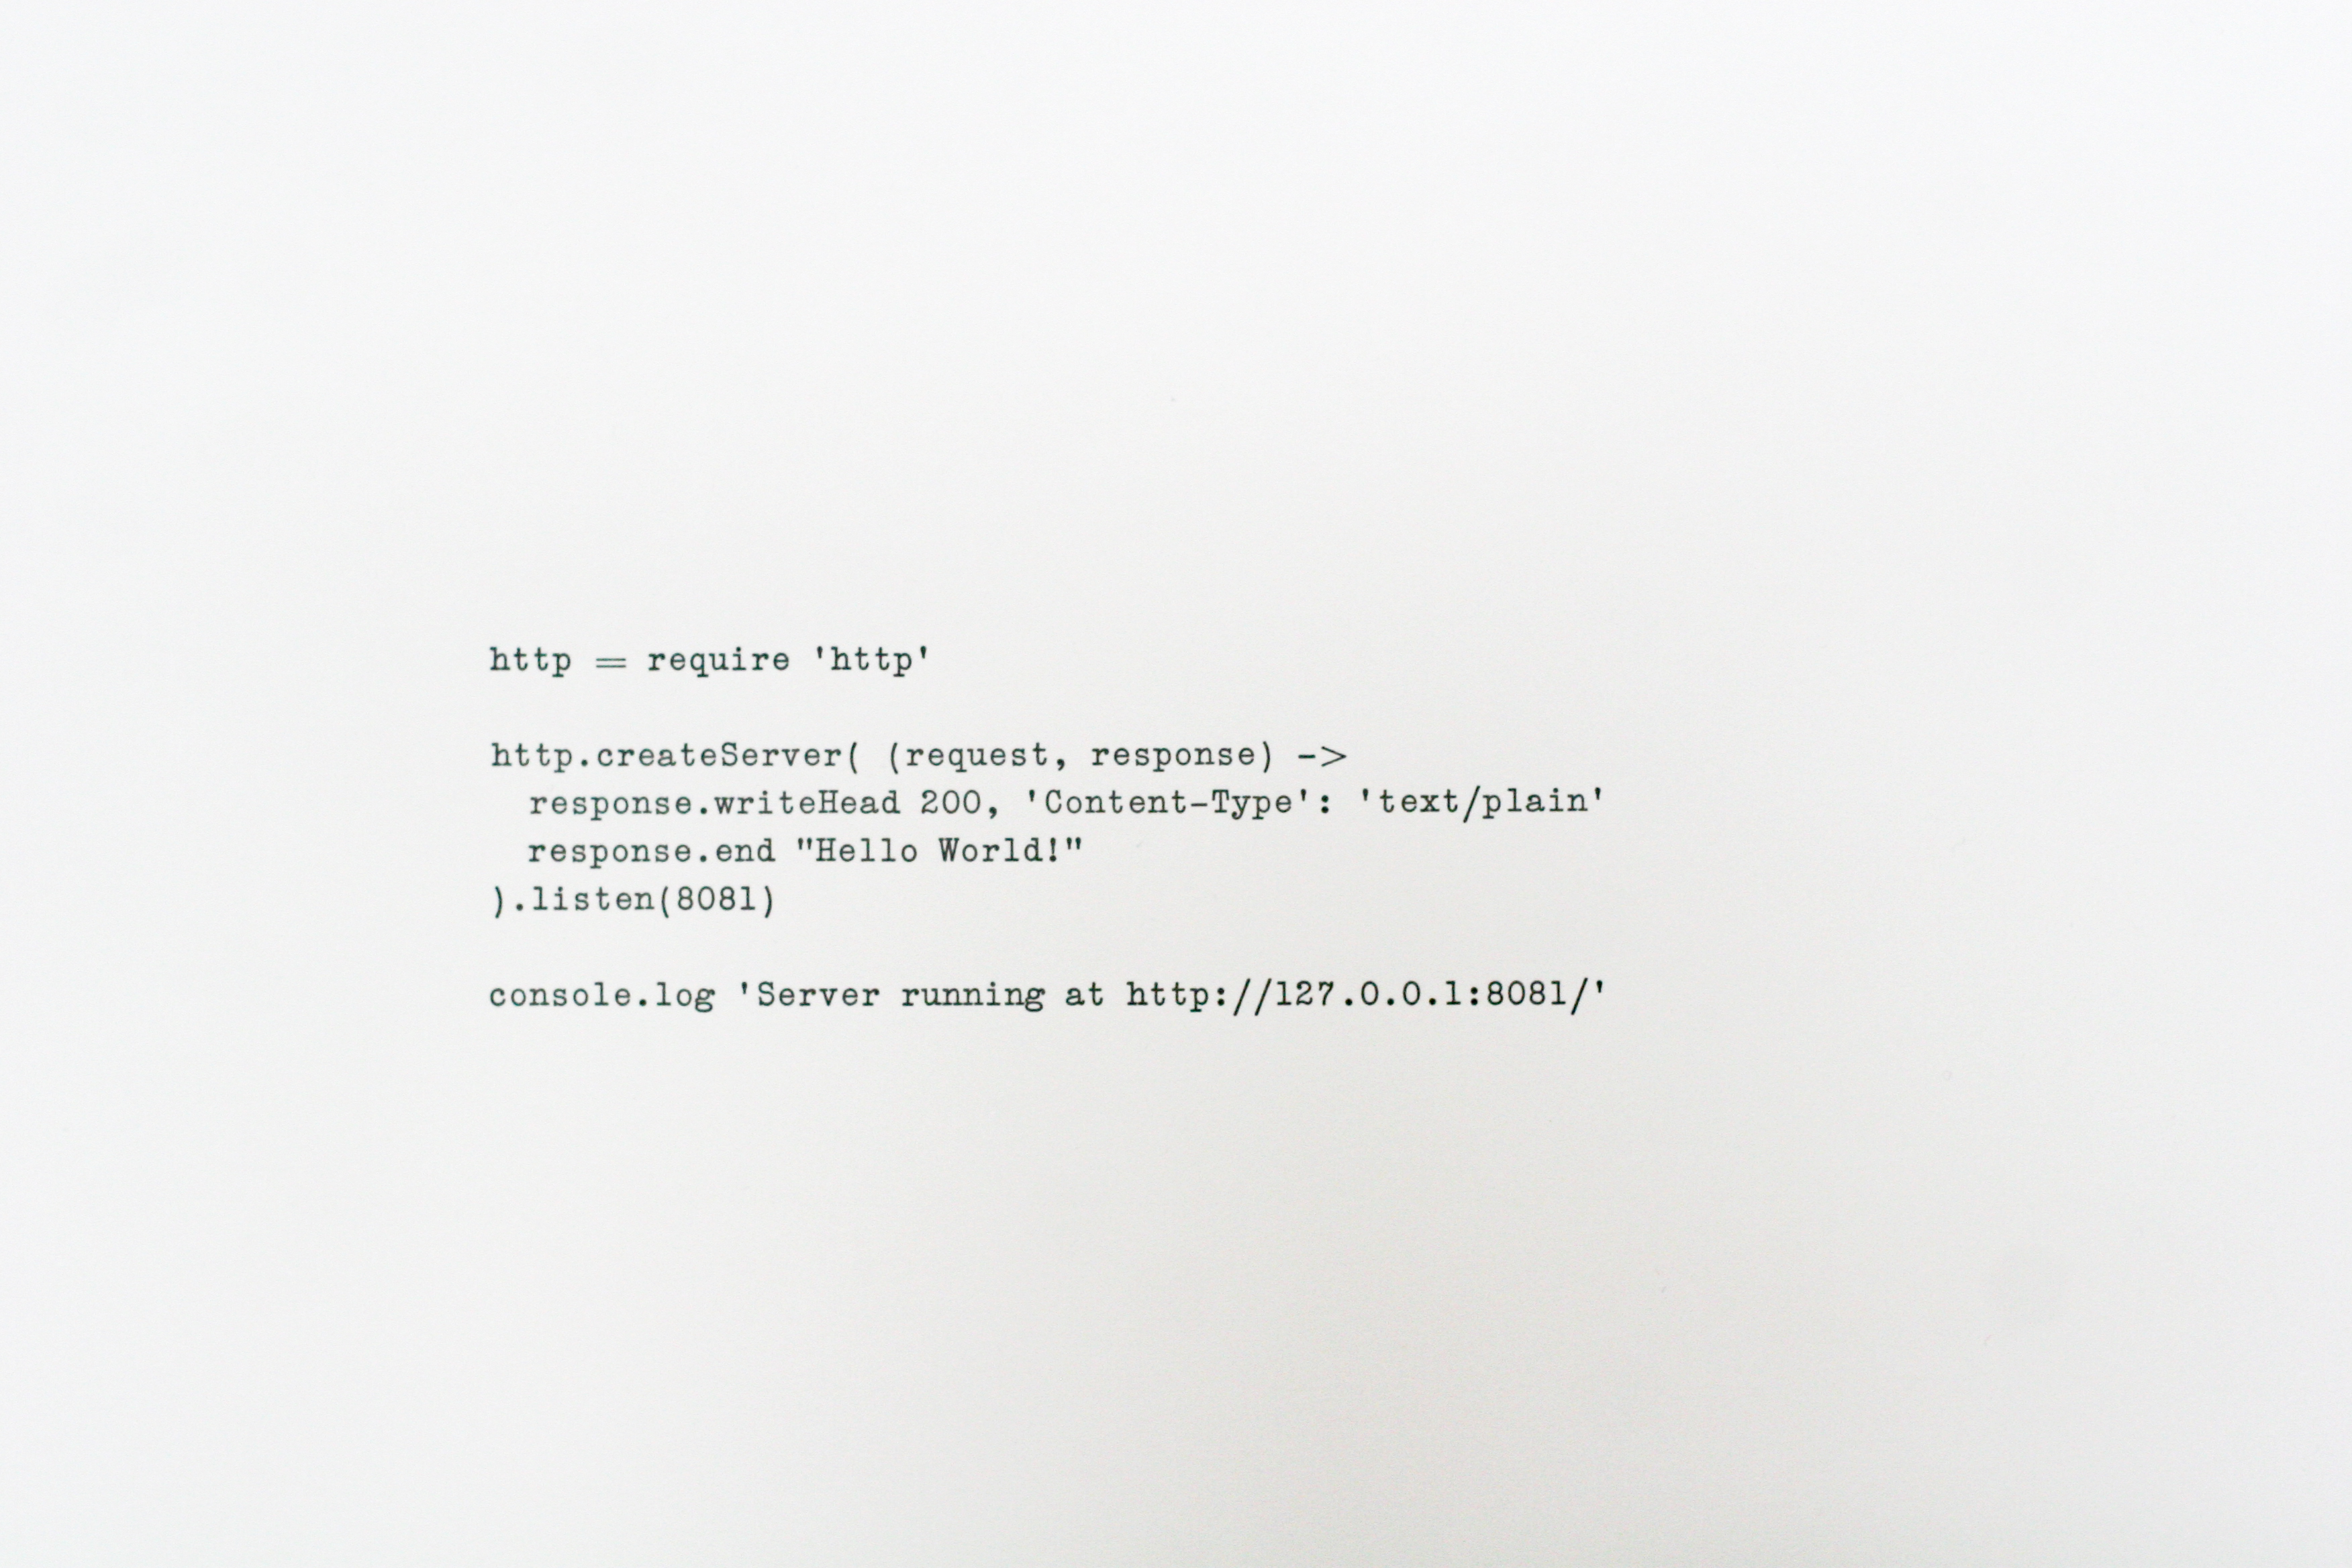 http = require 'http'
http.createServer( (request, response) ->
response.writeHead 200, 'Content-Type': 'text/plain'
response.end "Hello World!"
).listen(8081)
console.log 'Server running at http://127.0.0.1:8081/'